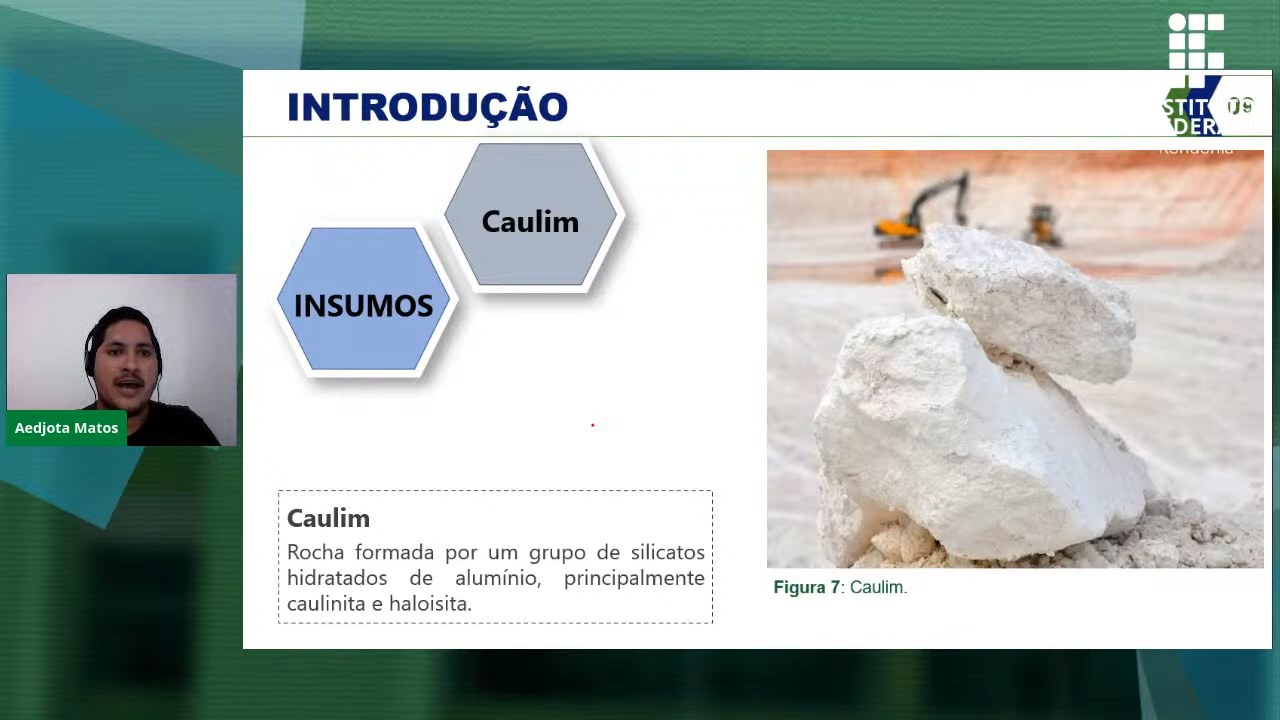 INTRODUÇÃO
Caulim
INSUMOS
Aedjota Matos
Caulim
Rocha formada por um grupo de silicatos
hidratados de alumínio, principalmente
caulinita e haloisita.
Figura 7: Caulim.